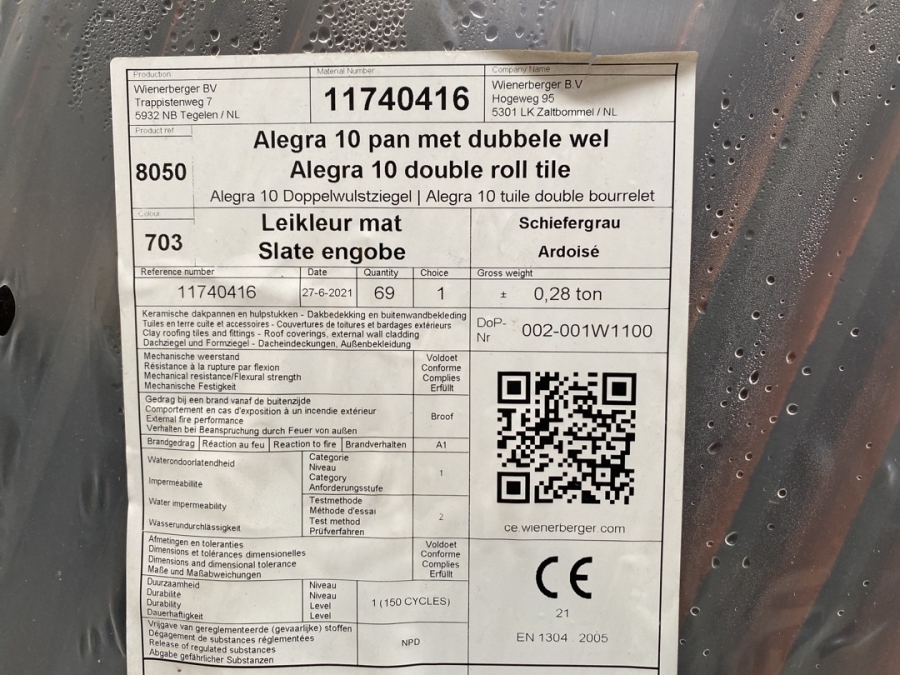 Production
Wienerberger BV
Trappistenweg 7
5932 NB Tegelen / NL
Material Number
11740416
Company Name
Wienerberger B.V
Hogeweg 95
5301 LK Zaltbommel / NL
Product ref
8050
Alegra 10 pan met dubbele wel
Alegra 10 double roll tile
Alegra 10 Doppelwulstziegel | Alegra 10 tuile double bourrelet
Colour
703
Leikleur mat
Slate engobe
Schiefergrau
Ardoisé
Reference number
11740416
Date
27-6-2021
Quantity
69
Choice
1
Gross weight
± 0,28 ton
Keramische dakpannen en hulpstukken - Dakbedekking en buitenwandbekleding
Tuiles en terre cuite et accessoires - Couvertures de toitures et bardages extérieurs
Clay roofing tiles and fittings - Roof coverings, external wall cladding
Dachziegel und Formziegel - Dacheindeckungen, Außenbekleidung
DoP-Nr 002-001W1100
Mechanische weerstand
Résistance à la rupture par flexion
Mechanical resistance/Flexural strength
Mechanische Festigkeit
Voldoet
Conforme
Complies
Erfüllt
Gedrag bij een brand vanaf de buitenzijde
Comportement en cas d'exposition à un incendie extérieur
External fire performance
Verhalten bei Beanspruchung durch Feuer von außen
Broof
Brandgedrag | Réaction au feu | Reaction to fire | Brandverhalten
A1
Waterondoorlatendheid
Imperméabilité
Water impermeability
Wasserundurchlässigkeit
Categorie
Niveau
Category
Anforderungsstufe
1
Testmethode
Méthode d'essai
Test method
Prüfverfahren
2
ce.wienerberger.com
Afmetingen en toleranties
Dimensions et tolérances dimensionelles
Dimensions and dimensional tolerance
Maße und Maßabweichungen
Voldoet
Conforme
Complies
Erfüllt
Duurzaamheid
Durabilite
Durability
Dauerhaftigkeit
Niveau
Niveau
Level
Level
1 (150 CYCLES)
Vrijgave van gereglementeerde (gevaarlijke) stoffen
Dégagement de substances réglementées
Release of regulated substances
Abgabe gefährlicher Substanzen
NPD
CE
21
EN 1304 : 2005